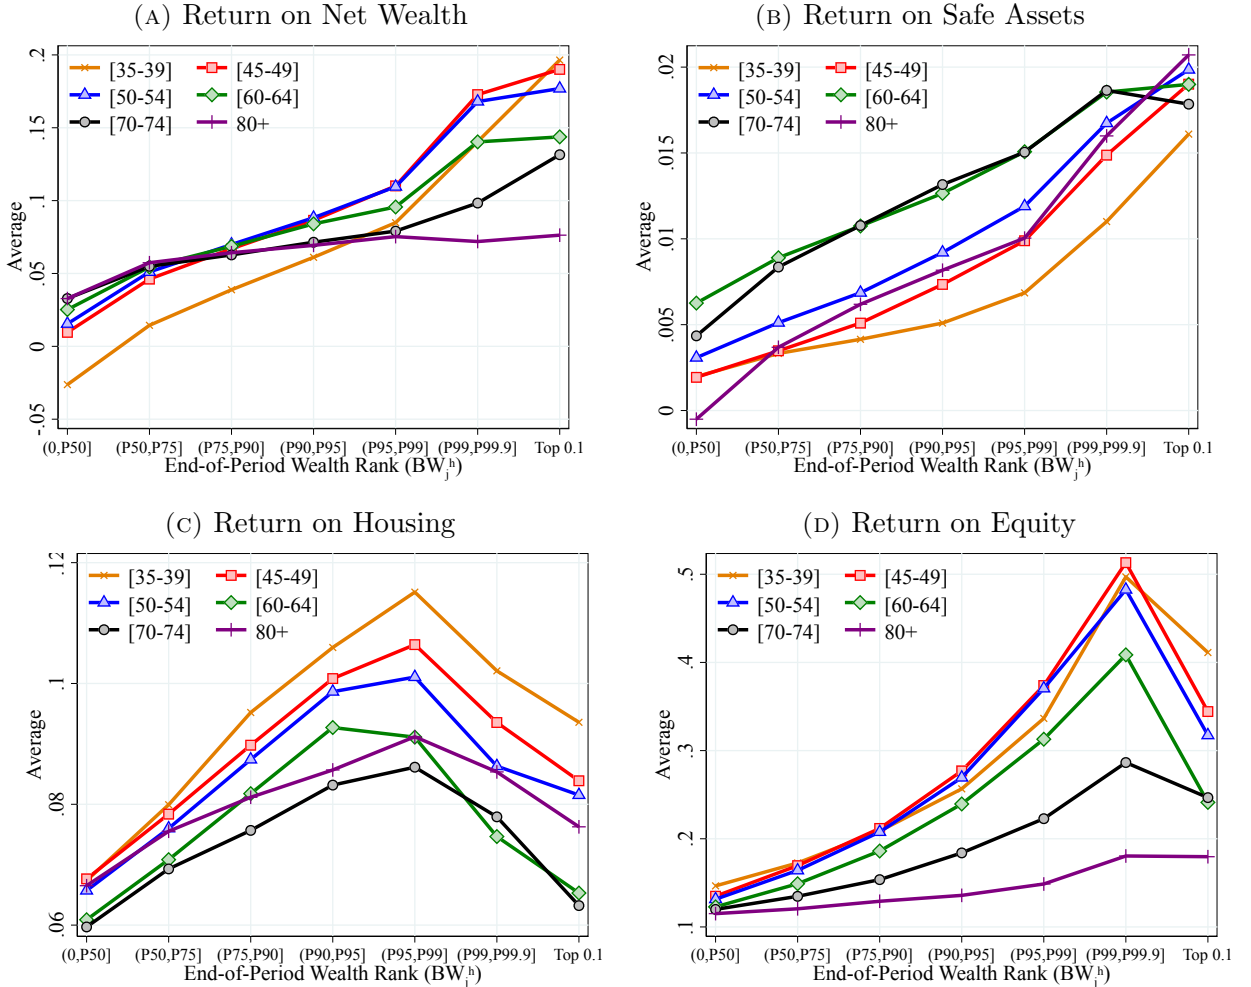 (A) Return on Net Wealth
Average
.2
.15
.1
.05
0
-.05
[35-39]
[45-49]
[50-54]
[60-64]
[70-74]
80+
(0,P50]
(P50,P75]
(P75,P90]
(P90,P95]
(P95,P99]
(P99,P99.9]
Top 0.1
End-of-Period Wealth Rank (BWjh)
(B) Return on Safe Assets
Average
.02
.015
.01
.005
0
[35-39]
[45-49]
[50-54]
[60-64]
[70-74]
80+
(0,P50]
(P50,P75]
(P75,P90]
(P90,P95]
(P95,P99]
(P99,P99.9]
Top 0.1
End-of-Period Wealth Rank (BWjh)
(C) Return on Housing
Average
.12
.1
.08
.06
[35-39]
[45-49]
[50-54]
[60-64]
[70-74]
80+
(0,P50]
(P50,P75]
(P75,P90]
(P90,P95]
(P95,P99]
(P99,P99.9]
Top 0.1
End-of-Period Wealth Rank (BWjh)
(D) Return on Equity
Average
.5
.4
.3
.2
.1
[35-39]
[45-49]
[50-54]
[60-64]
[70-74]
80+
(0,P50]
(P50,P75]
(P75,P90]
(P90,P95]
(P95,P99]
(P99,P99.9]
Top 0.1
End-of-Period Wealth Rank (BWjh)